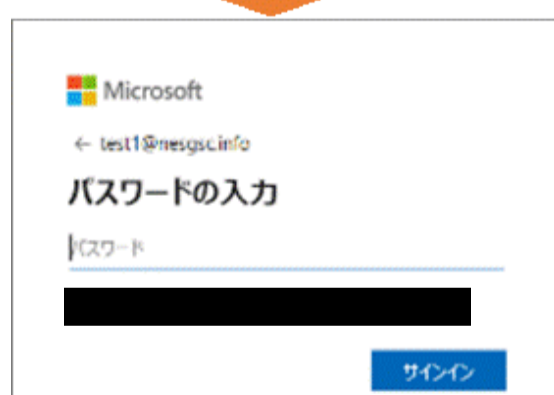 Microsoft
← test1@nesgsc.info
パスワードの入力
パスワード
サインイン